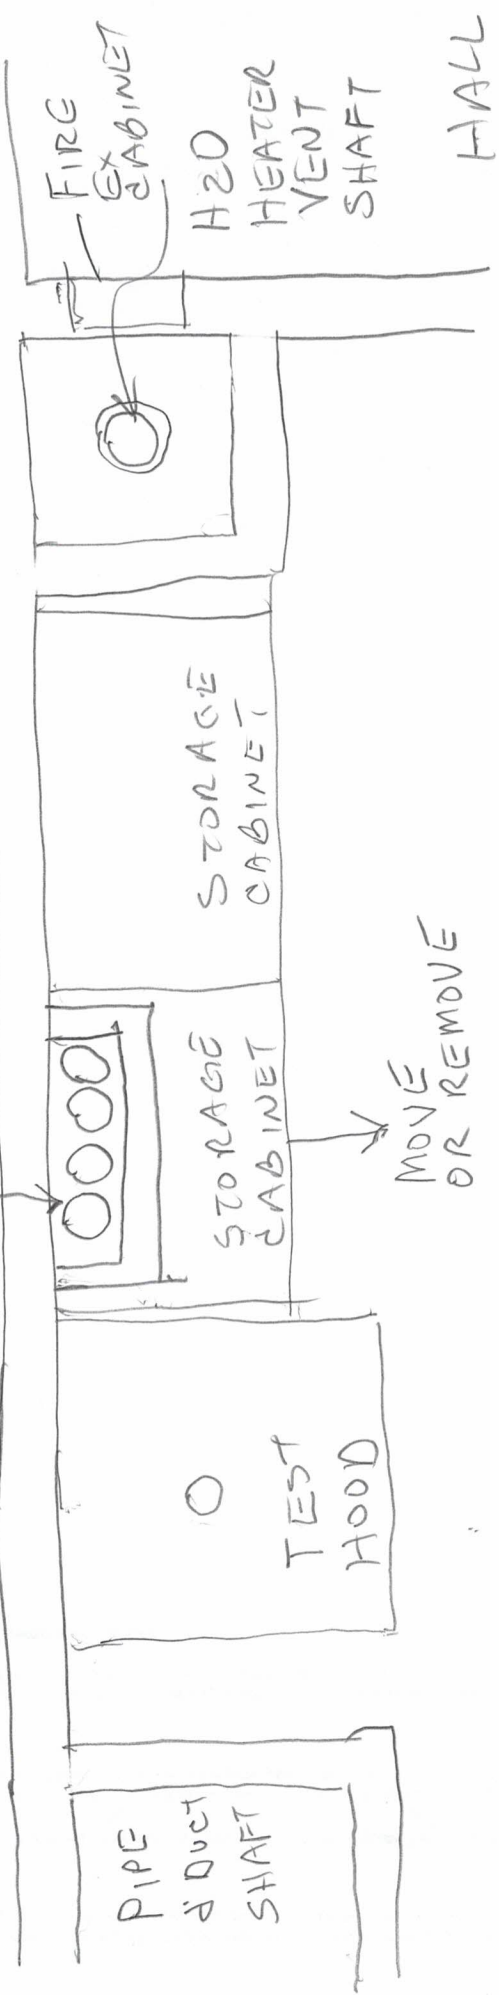 PIPE
& DUCT
SHAFT
TEST
HOOD
STORAGE
CABINET
MOVE
OR REMOVE
STORAGE
CABINET
FIRE
EX
CABINET
H2O
HEATER
VENT
SHAFT
HALL